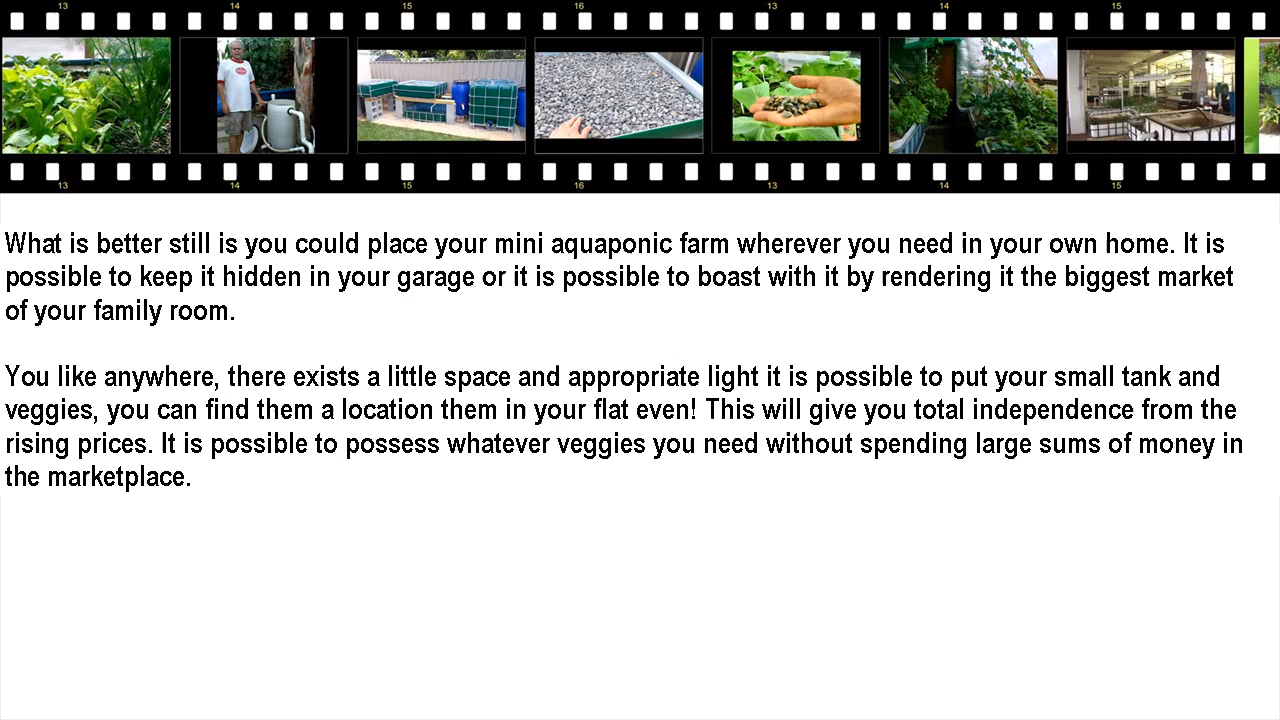 13 14 15 16 13 14 15
13 14 15 16 13 14 15
What is better still is you could place your mini aquaponic farm wherever you need in your own home. It is
possible to keep it hidden in your garage or it is possible to boast with it by rendering it the biggest market
of your family room.
You like anywhere, there exists a little space and appropriate light it is possible to put your small tank and
veggies, you can find them a location them in your flat even! This will give you total independence from the
rising prices. It is possible to possess whatever veggies you need without spending large sums of money in
the marketplace.